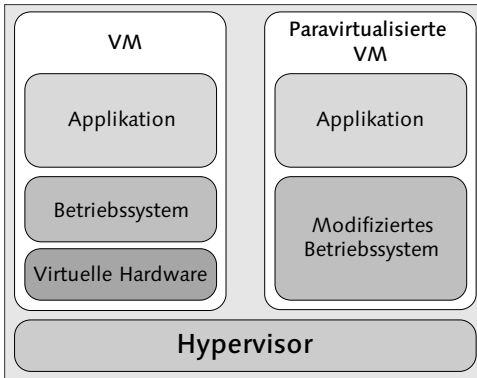 VM
Applikation
Betriebssystem
Virtuelle Hardware
Paravirtualisierte
VM
Applikation
Modifiziertes
Betriebssystem
Hypervisor